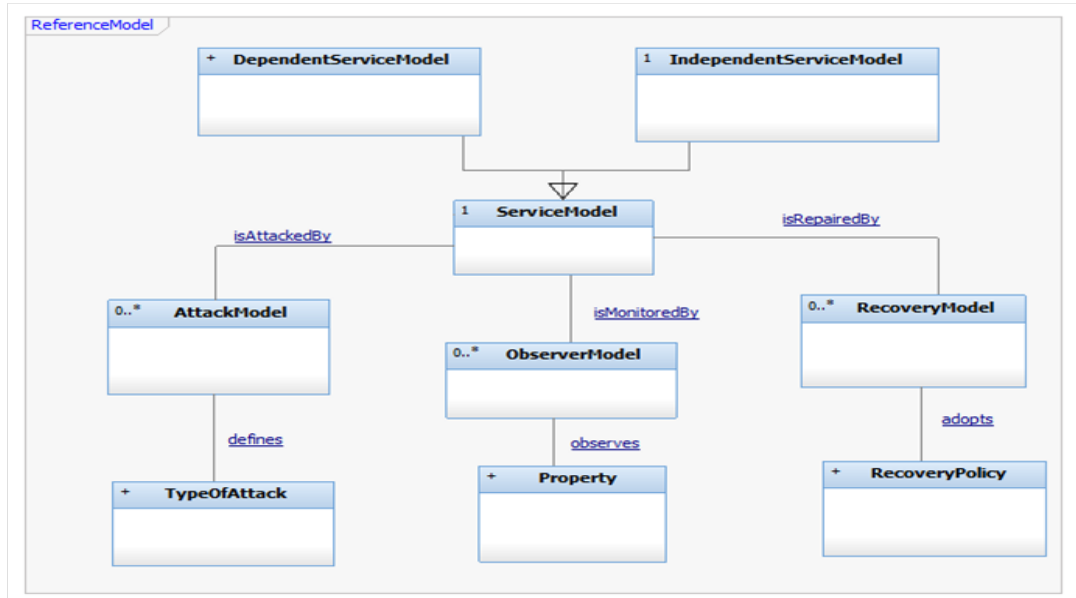 ReferenceModel
+ DependentServiceModel
1 IndependentServiceModel
1 ServiceModel
isAttackedBy
isRepairedBy
isMonitoredBy
0..* AttackModel
0..* ObserverModel
0..* RecoveryModel
defines
observes
adopts
+ TypeOfAttack
+ Property
+ RecoveryPolicy